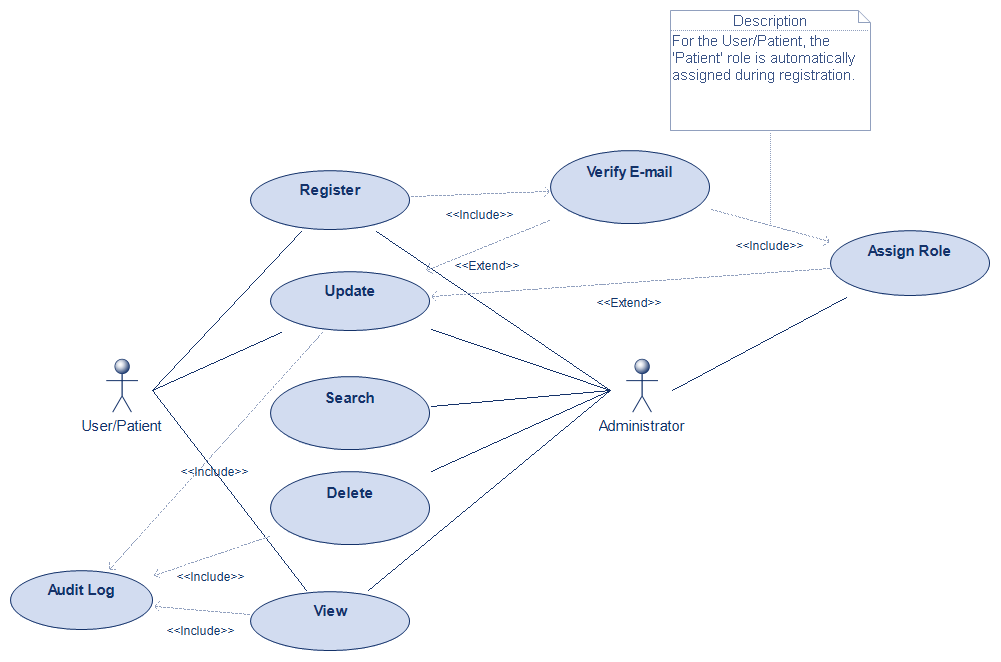 Description
For the User/Patient, the
'Patient' role is automatically
assigned during registration.
Verify E-mail
Register
<<Include>>
<<Include>>
Assign Role
<<Extend>>
Update
<<Extend>>
Search
User/Patient
Administrator
<<Include>>
Delete
<<Include>>
Audit Log
View
<<Include>>